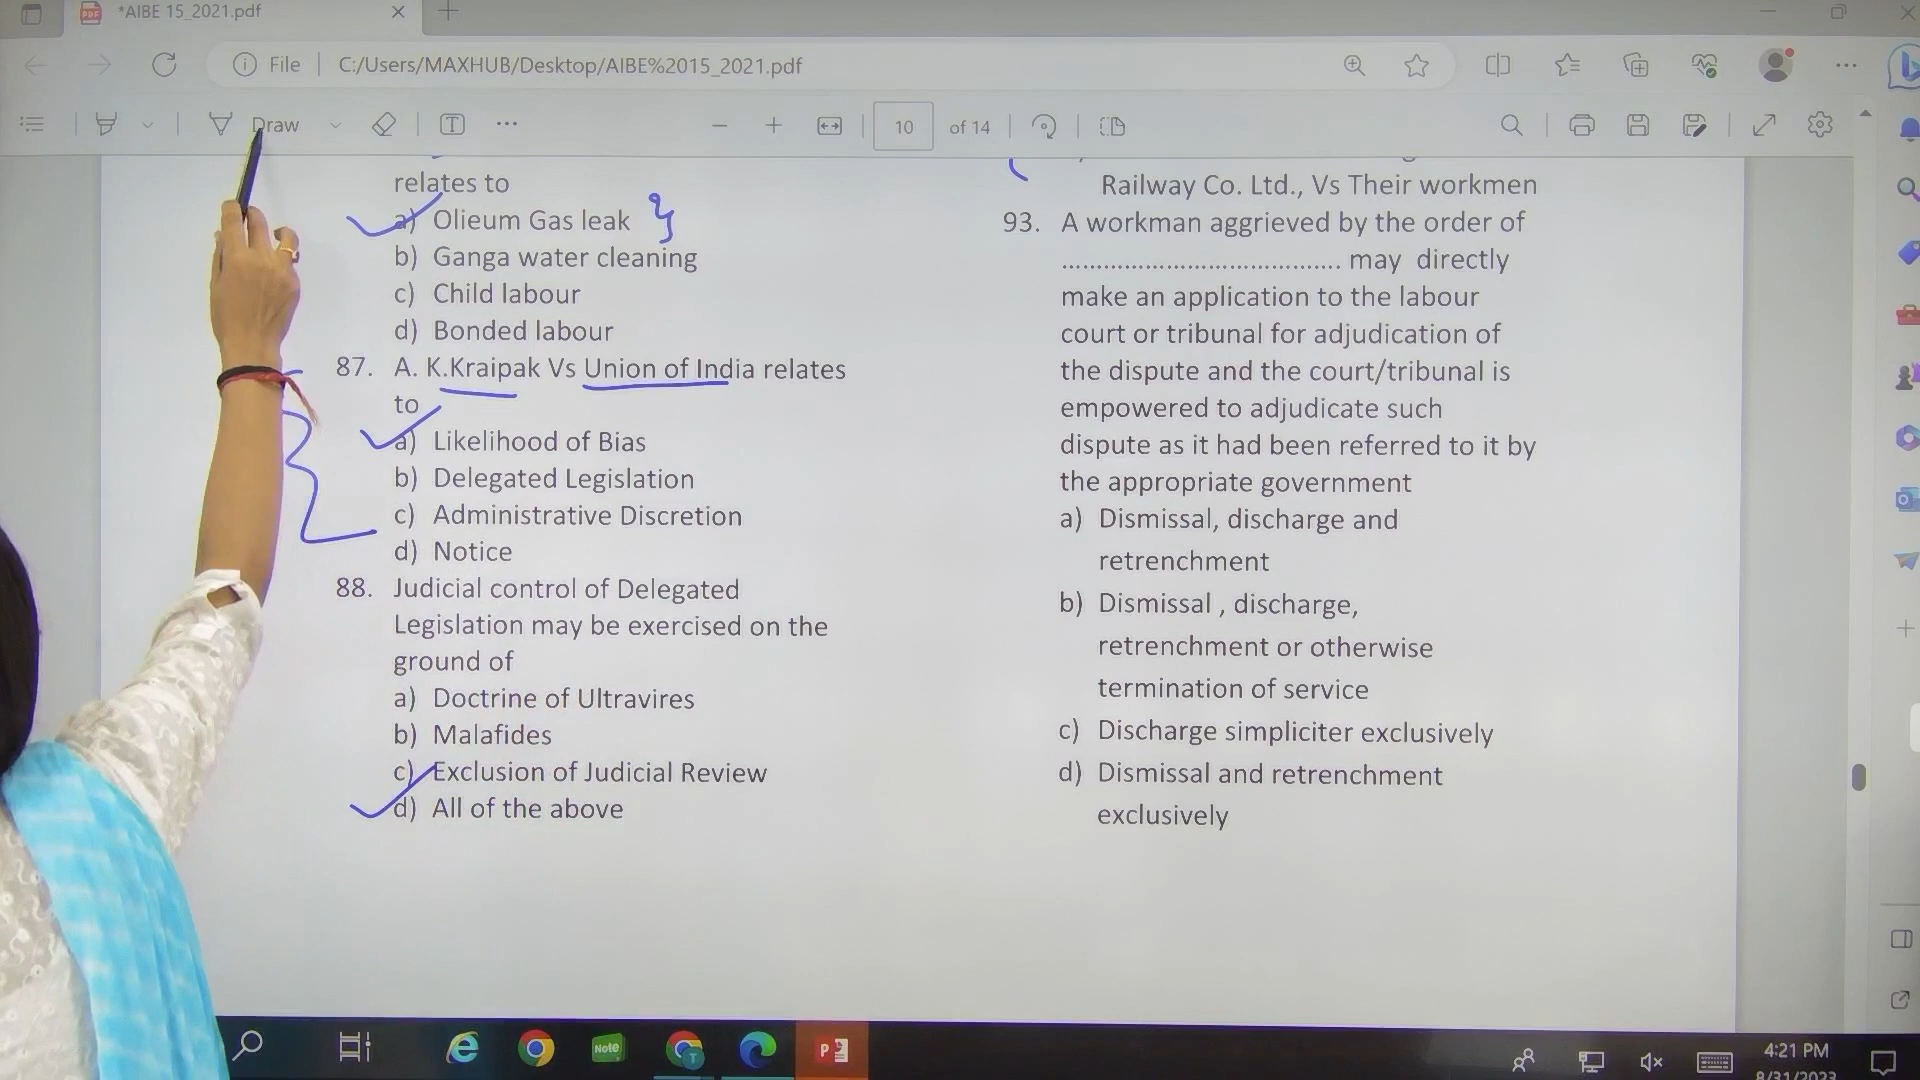 *AIBE 15_2021.pdf
File
C:/Users/MAXHUB/Desktop/AIBE%2015_2021.pdf
Draw
10 of 14
relates to
a) Olieum Gas leak
b) Ganga water cleaning
c) Child labour
d) Bonded labour
87. A. K.Kraipak Vs Union of India relates
to
a) Likelihood of Bias
b) Delegated Legislation
c) Administrative Discretion
d) Notice
88. Judicial control of Delegated
Legislation may be exercised on the
ground of
a) Doctrine of Ultravires
b) Malafides
c) Exclusion of Judicial Review
d) All of the above
Railway Co. Ltd., Vs Their workmen
93. A workman aggrieved by the order of
........................................ may directly
make an application to the labour
court or tribunal for adjudication of
the dispute and the court/tribunal is
empowered to adjudicate such
dispute as it had been referred to it by
the appropriate government
a) Dismissal, discharge and
retrenchment
b) Dismissal , discharge,
retrenchment or otherwise
termination of service
c) Discharge simpliciter exclusively
d) Dismissal and retrenchment
exclusively
Note
4:21 PM
8/31/2023